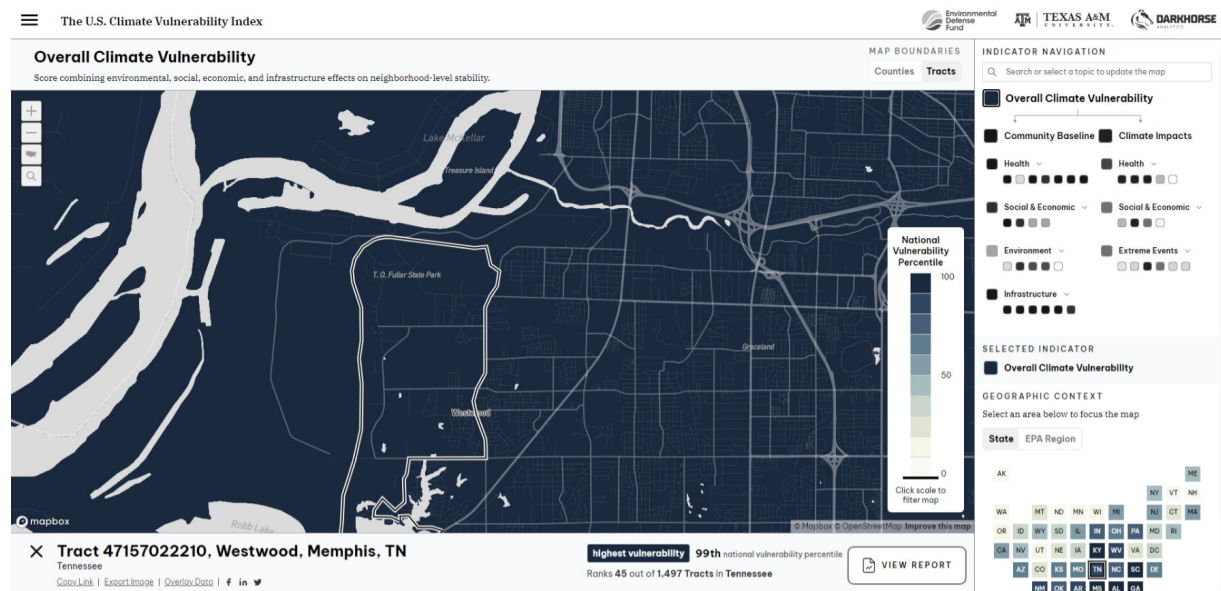 The U.S. Climate Vulnerability Index
Environmental
Defense
Fund
TEXAS A&M
UNIVERSITY.
DARKHORSE
ANALYTICS
Overall Climate Vulnerability
Score combining environmental, social, economic, and infrastructure effects on neighborhood-level stability.
MAP BOUNDARIES
Counties Tracts
Lake McKellar
Treasure Island
T. O. Fuller State Park
Graceland
Westwood
Robb Lake
National
Vulnerability
Percentile
100
50
0
Click scale to
filter map
mapbox
© Mapbox © OpenStreetMap Improve this map
Tract 47157022210, Westwood, Memphis, TN
Tennessee
Copy Link | Export Image | Overlay Data | f in
highest vulnerability 99th national vulnerability percentile
Ranks 45 out of 1,497 Tracts in Tennessee
VIEW REPORT
INDICATOR NAVIGATION
Search or select a topic to update the map
Overall Climate Vulnerability
Community Baseline Climate Impacts
Health Health
Social & Economic Social & Economic
Environment Extreme Events
Infrastructure
SELECTED INDICATOR
Overall Climate Vulnerability
GEOGRAPHIC CONTEXT
Select an area below to focus the map
State EPA Region
AK ME
NY VT NH
WA MT ND MN WI MI NJ CT MA
OR ID WY SD IL IN OH PA MD RI
CA NV UT NE IA KY WV VA DC
AZ CO KS MO TN NC SC DE
NM OK AR MS AL GA